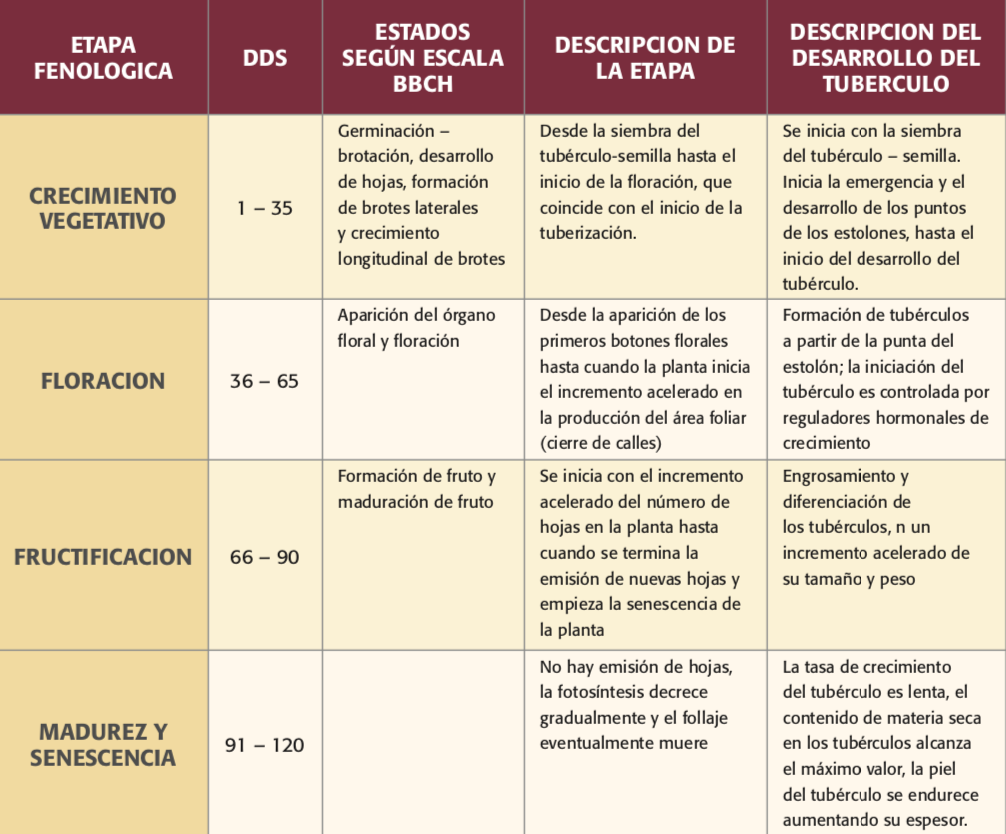 ETAPA
FENOLOGICA
DDS
ESTADOS
SEGÚN ESCALA
BBCH
DESCRIPCION DE
LA ETAPA
DESCRIPCION DEL
DESARROLLO DEL
TUBERCULO
CRECIMIENTO
VEGETATIVO
1 – 35
Germinación –
brotación, desarrollo
de hojas, formación
de brotes laterales
y crecimiento
longitudinal de brotes
Desde la siembra del
tubérculo-semilla hasta el
inicio de la floración, que
coincide con el inicio de la
tuberización.
Se inicia con la siembra
del tubérculo – semilla.
Inicia la emergencia y el
desarrollo de los puntos
de los estolones, hasta el
inicio del desarrollo del
tubérculo.
FLORACION
36 – 65
Aparición del órgano
floral y floración
Desde la aparición de los
primeros botones florales
hasta cuando la planta inicia
el incremento acelerado en
la producción del área foliar
(cierre de calles)
Formación de tubérculos
a partir de la punta del
estolón; la iniciación del
tubérculo es controlada por
reguladores hormonales de
crecimiento
FRUCTIFICACION
66 – 90
Formación de fruto y
maduración de fruto
Se inicia con el incremento
acelerado del número de
hojas en la planta hasta
cuando se termina la
emisión de nuevas hojas y
empieza la senescencia de
la planta
Engrosamiento y
diferenciación de
los tubérculos, n un
incremento acelerado de
su tamaño y peso
MADUREZ Y
SENESCENCIA
91 – 120
No hay emisión de hojas,
la fotosíntesis decrece
gradualmente y el follaje
eventualmente muere
La tasa de crecimiento
del tubérculo es lenta, el
contenido de materia seca
en los tubérculos alcanza
el máximo valor, la piel
del tubérculo se endurece
aumentando su espesor.